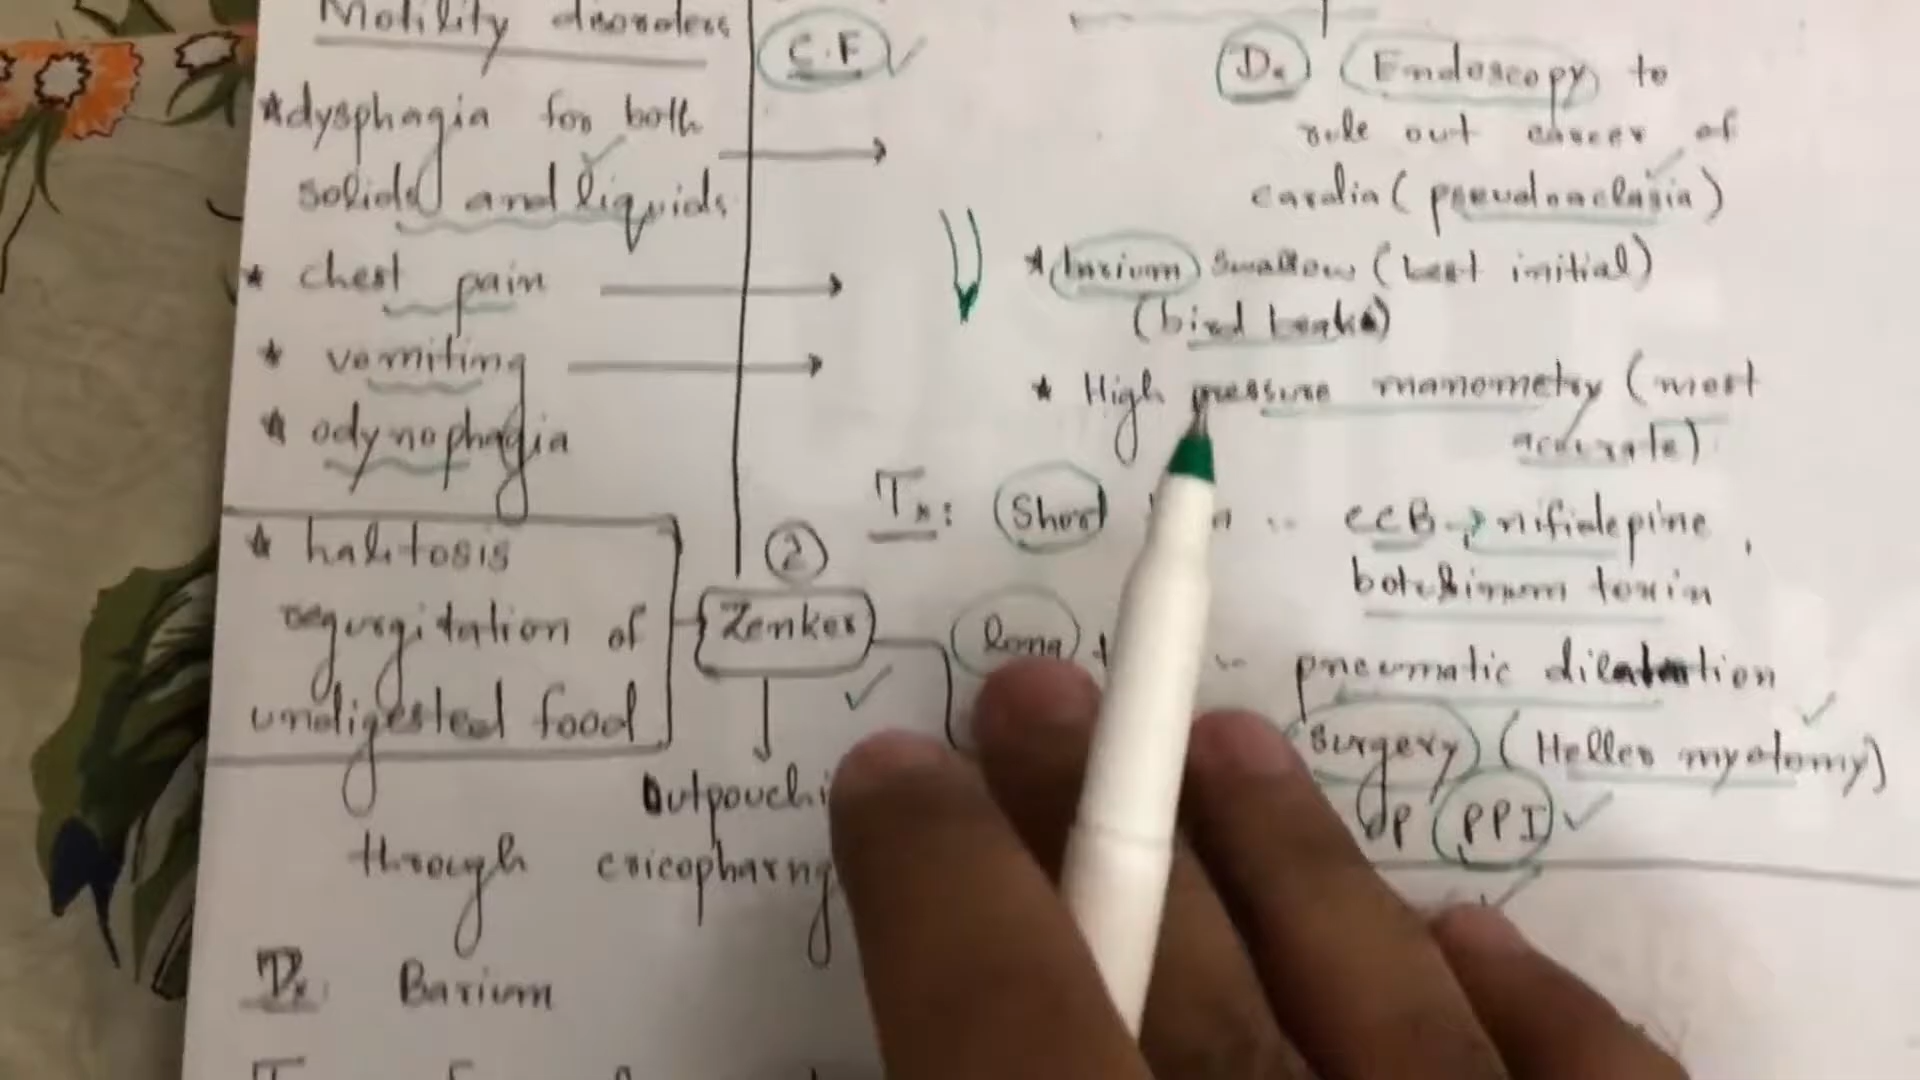 Motility disorders
*dysphagia for both
solids and liquids
* chest pain
* vomiting
* odynophagia
* halitosis
regurgitation of
undigested food
C.F
2
Zenker
Outpouchi
through cricopharyng
Dx: Barium
Dx Endoscopy to
rule out cancer of
cardia (pseudoaclasia)
* barium swallow (best initial)
(bird beak)
* High pressure manometry (most
accurate)
Tx: Short :- CCB → nifidepine,
botulinum toxin
long :- pneumatic dilatation
surgery (Heller myotomy)
PPI